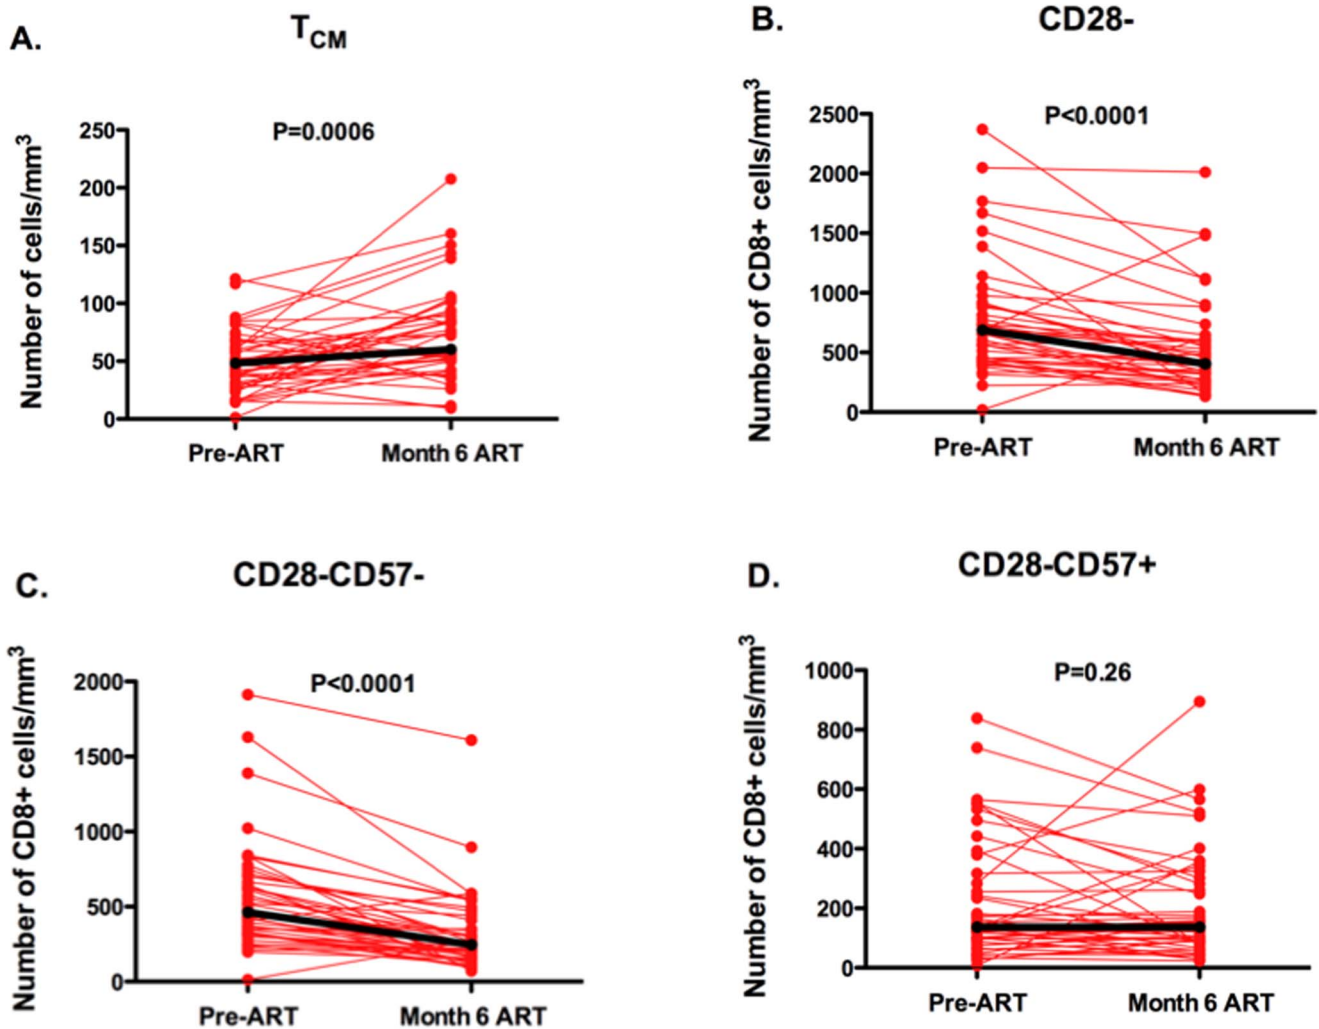 A.
T_CM
P=0.0006
Number of cells/mm³
250
200
150
100
50
0
Pre-ART
Month 6 ART
B.
CD28-
P<0.0001
Number of CD8+ cells/mm³
2500
2000
1500
1000
500
0
Pre-ART
Month 6 ART
C.
CD28-CD57-
P<0.0001
Number of CD8+ cells/mm³
2000
1500
1000
500
0
Pre-ART
Month 6 ART
D.
CD28-CD57+
P=0.26
Number of CD8+ cells/mm³
1000
800
600
400
200
0
Pre-ART
Month 6 ART